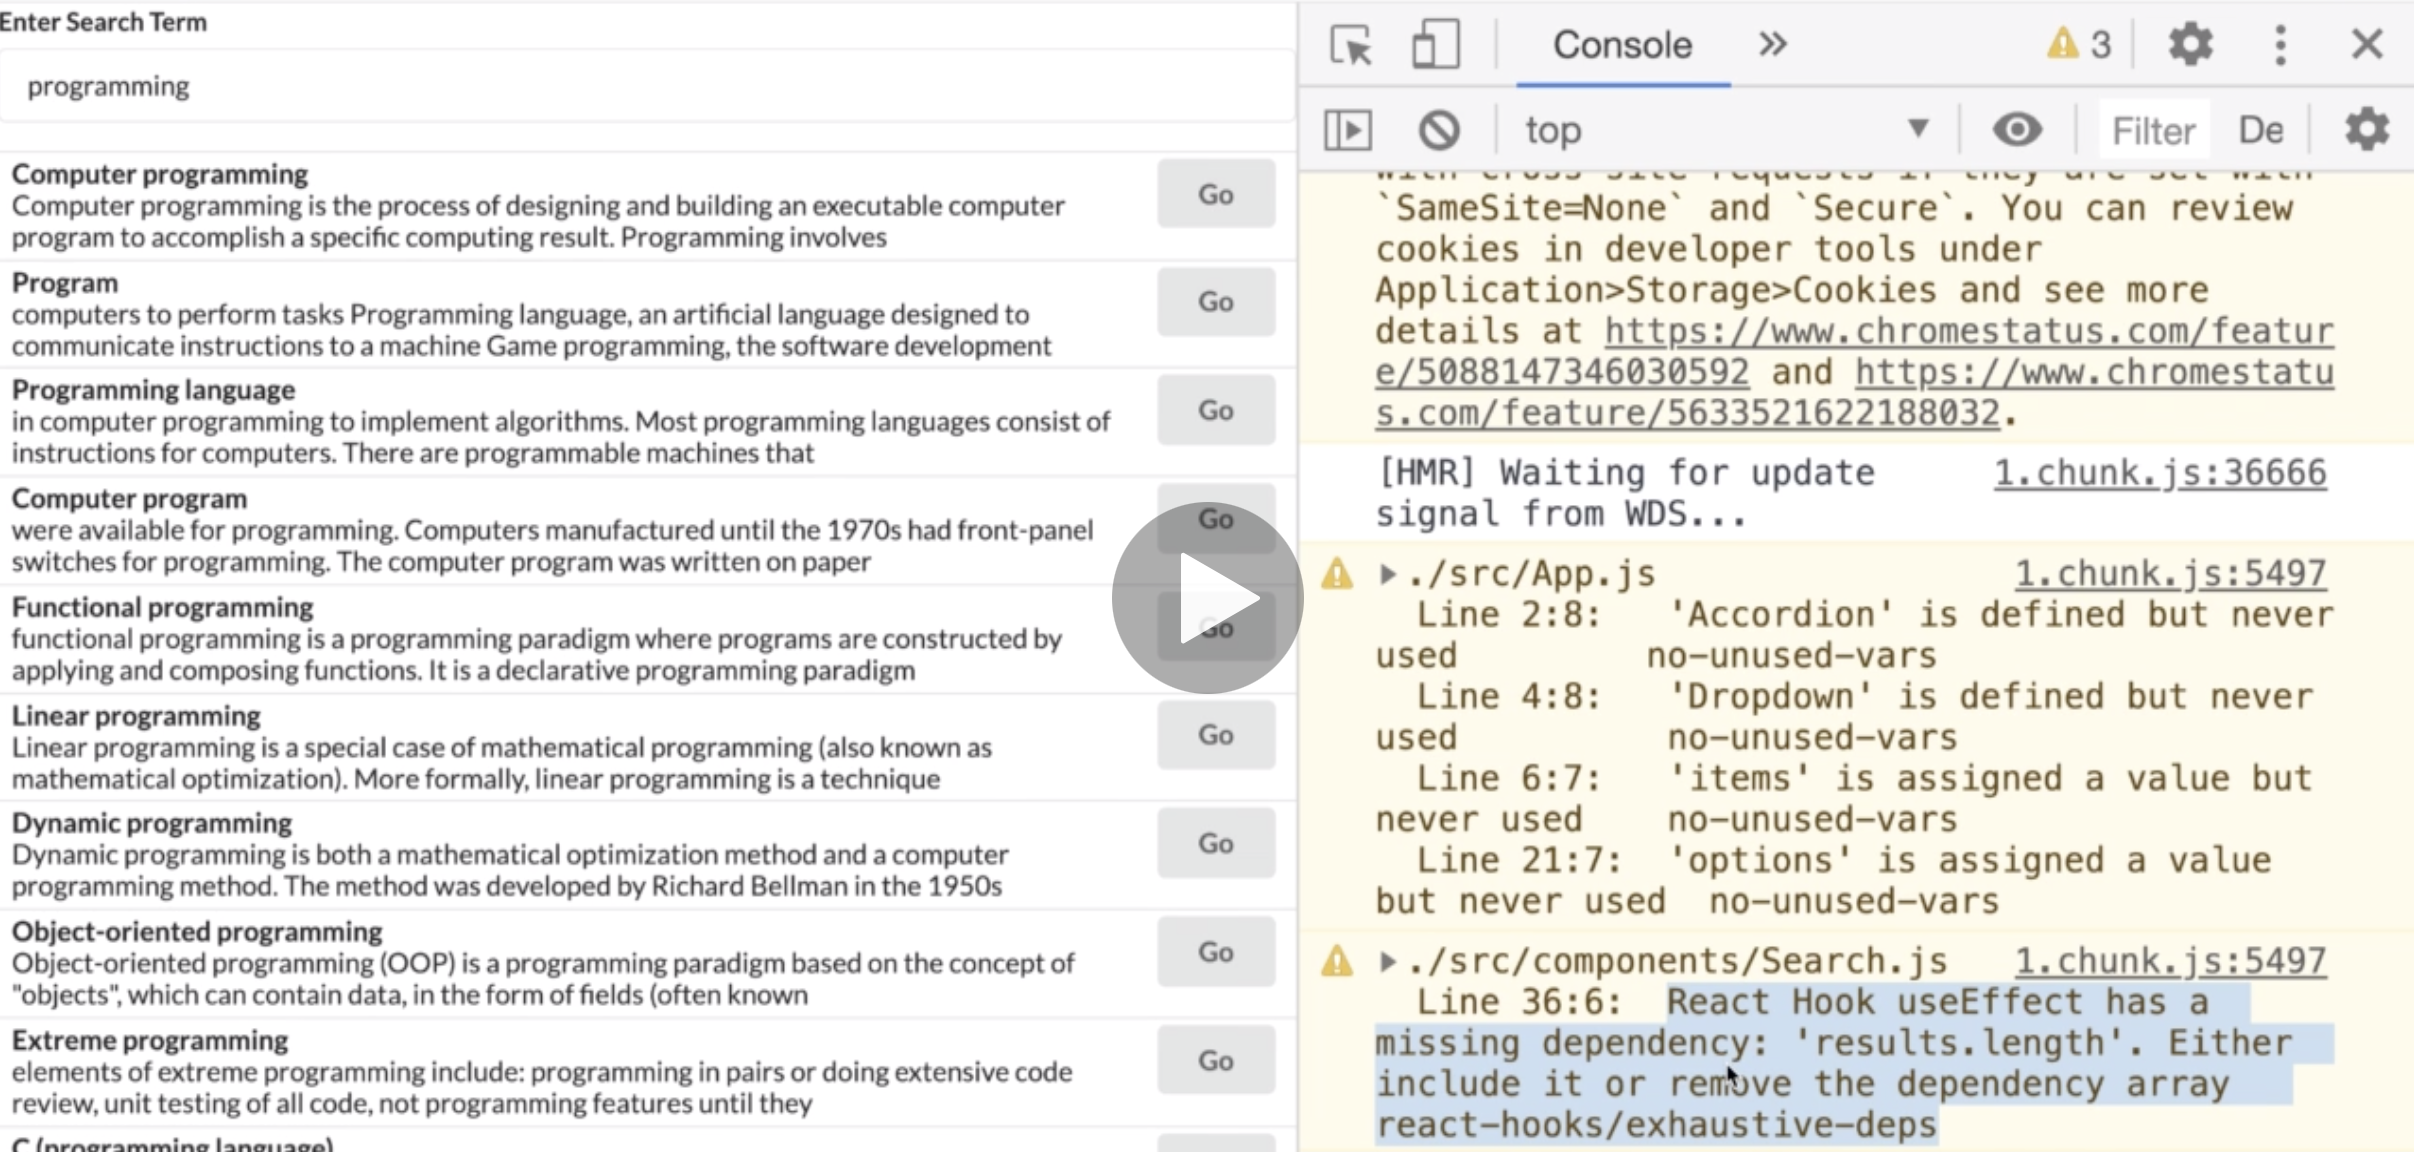 Enter Search Term
programming
Computer programming
Computer programming is the process of designing and building an executable computer
program to accomplish a specific computing result. Programming involves
Go
Program
computers to perform tasks Programming language, an artificial language designed to
communicate instructions to a machine Game programming, the software development
Go
Programming language
in computer programming to implement algorithms. Most programming languages consist of
instructions for computers. There are programmable machines that
Go
Computer program
were available for programming. Computers manufactured until the 1970s had front-panel
switches for programming. The computer program was written on paper
Go
Functional programming
functional programming is a programming paradigm where programs are constructed by
applying and composing functions. It is a declarative programming paradigm
Go
Linear programming
Linear programming is a special case of mathematical programming (also known as
mathematical optimization). More formally, linear programming is a technique
Go
Dynamic programming
Dynamic programming is both a mathematical optimization method and a computer
programming method. The method was developed by Richard Bellman in the 1950s
Go
Object-oriented programming
Object-oriented programming (OOP) is a programming paradigm based on the concept of
"objects", which can contain data, in the form of fields (often known
Go
Extreme programming
elements of extreme programming include: programming in pairs or doing extensive code
review, unit testing of all code, not programming features until they
Go
C (programming language)
Console
3
top
Filter
De
with cross-site requests if they are set with
`SameSite=None` and `Secure`. You can review
cookies in developer tools under
Application>Storage>Cookies and see more
details at https://www.chromestatus.com/featur
e/5088147346030592 and https://www.chromestatu
s.com/feature/5633521622188032.
[HMR] Waiting for update 1.chunk.js:36666
signal from WDS...
./src/App.js 1.chunk.js:5497
Line 2:8: 'Accordion' is defined but never
used no-unused-vars
Line 4:8: 'Dropdown' is defined but never
used no-unused-vars
Line 6:7: 'items' is assigned a value but
never used no-unused-vars
Line 21:7: 'options' is assigned a value
but never used no-unused-vars
./src/components/Search.js 1.chunk.js:5497
Line 36:6: React Hook useEffect has a
missing dependency: 'results.length'. Either
include it or remove the dependency array
react-hooks/exhaustive-deps